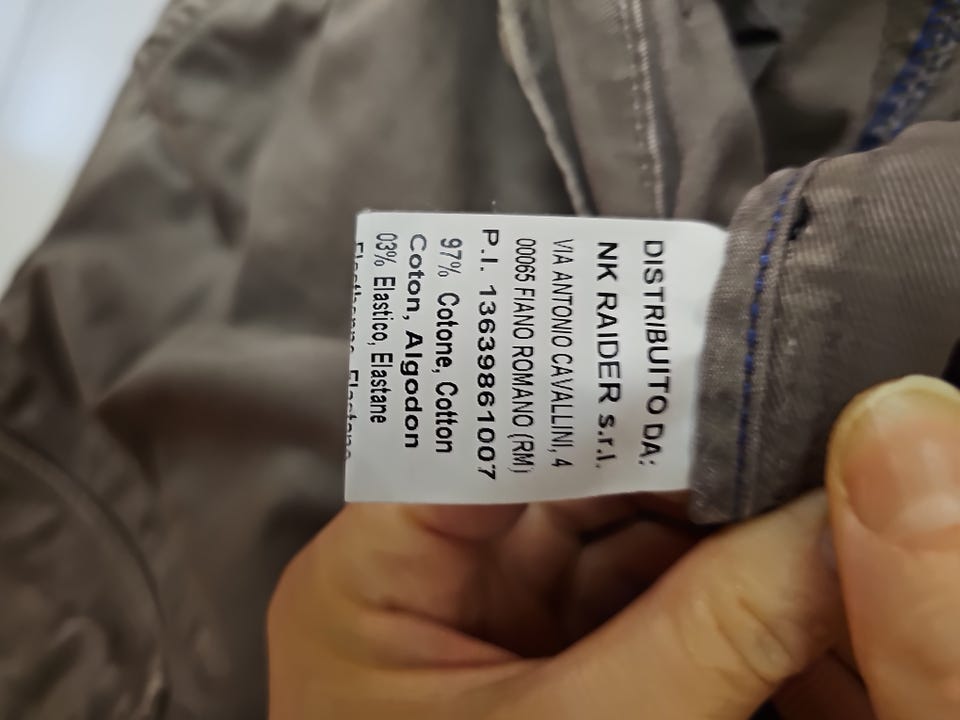 DISTRIBUITO DA:
NK RAIDER s.r.l.
VIA ANTONIO CAVALLINI, 4
00065 FIANO ROMANO (RM)
P.I. 13639861007
97% Cotone, Cotton
Coton, Algodon
03% Elastico, Elastane